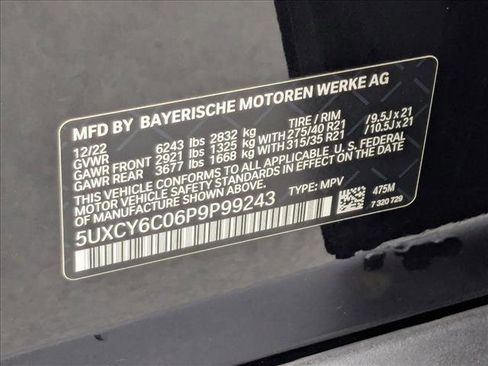 MFD BY BAYERISCHE MOTOREN WERKE AG
12/22 TIRE / RIM
GVWR 6243 lbs 2832 kg
GAWR FRONT 2921 lbs 1325 kg 275/40 R21 / 9.5J x 21
GAWR REAR 3677 lbs 1668 kg 315/35 R21 / 10.5J x 21
THIS VEHICLE CONFORMS TO ALL APPLICABLE U.S. FEDERAL
MOTOR VEHICLE SAFETY STANDARDS IN EFFECT ON THE DATE
OF MANUFACTURE SHOWN ABOVE.
5UXCY6C06P9P99243 TYPE: MPV
475M
7 320 729